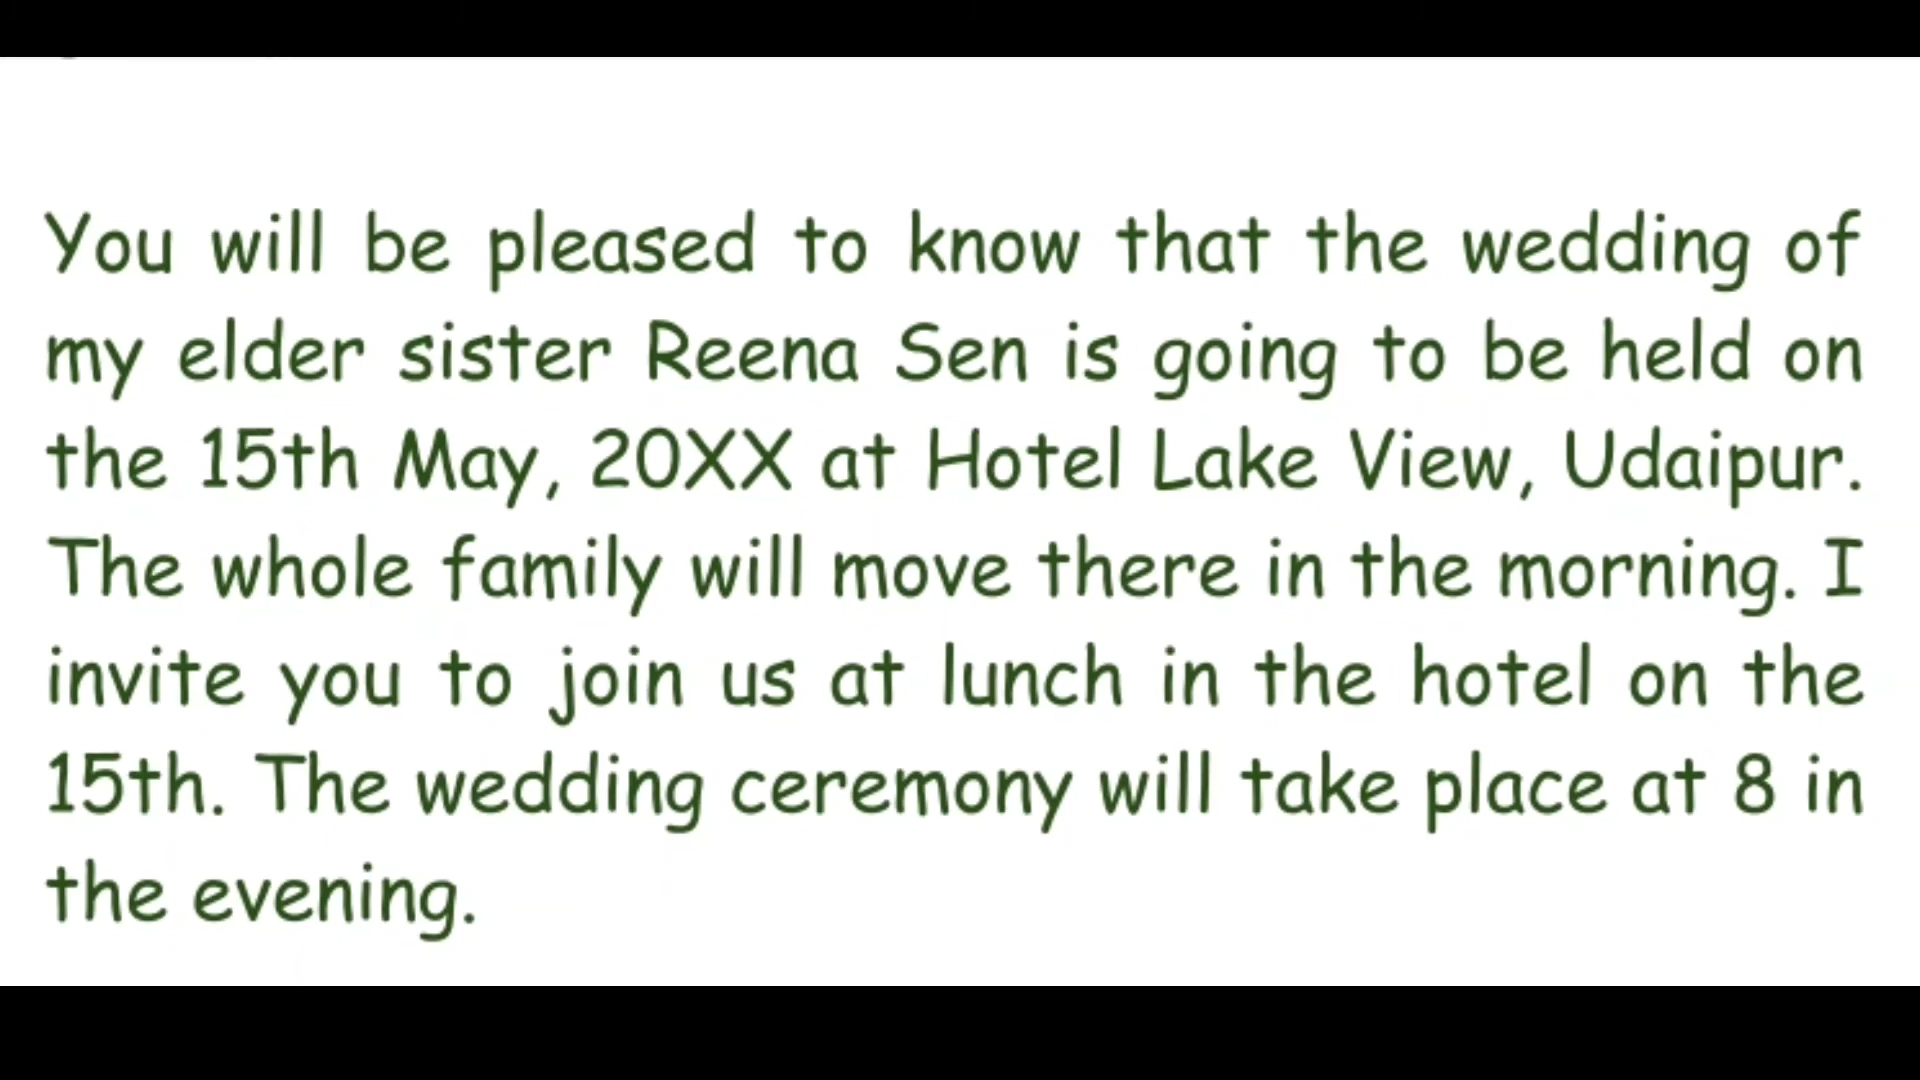 You will be pleased to know that the wedding of
my elder sister Reena Sen is going to be held on
the 15th May, 20XX at Hotel Lake View, Udaipur.
The whole family will move there in the morning. I
invite you to join us at lunch in the hotel on the
15th. The wedding ceremony will take place at 8 in
the evening.